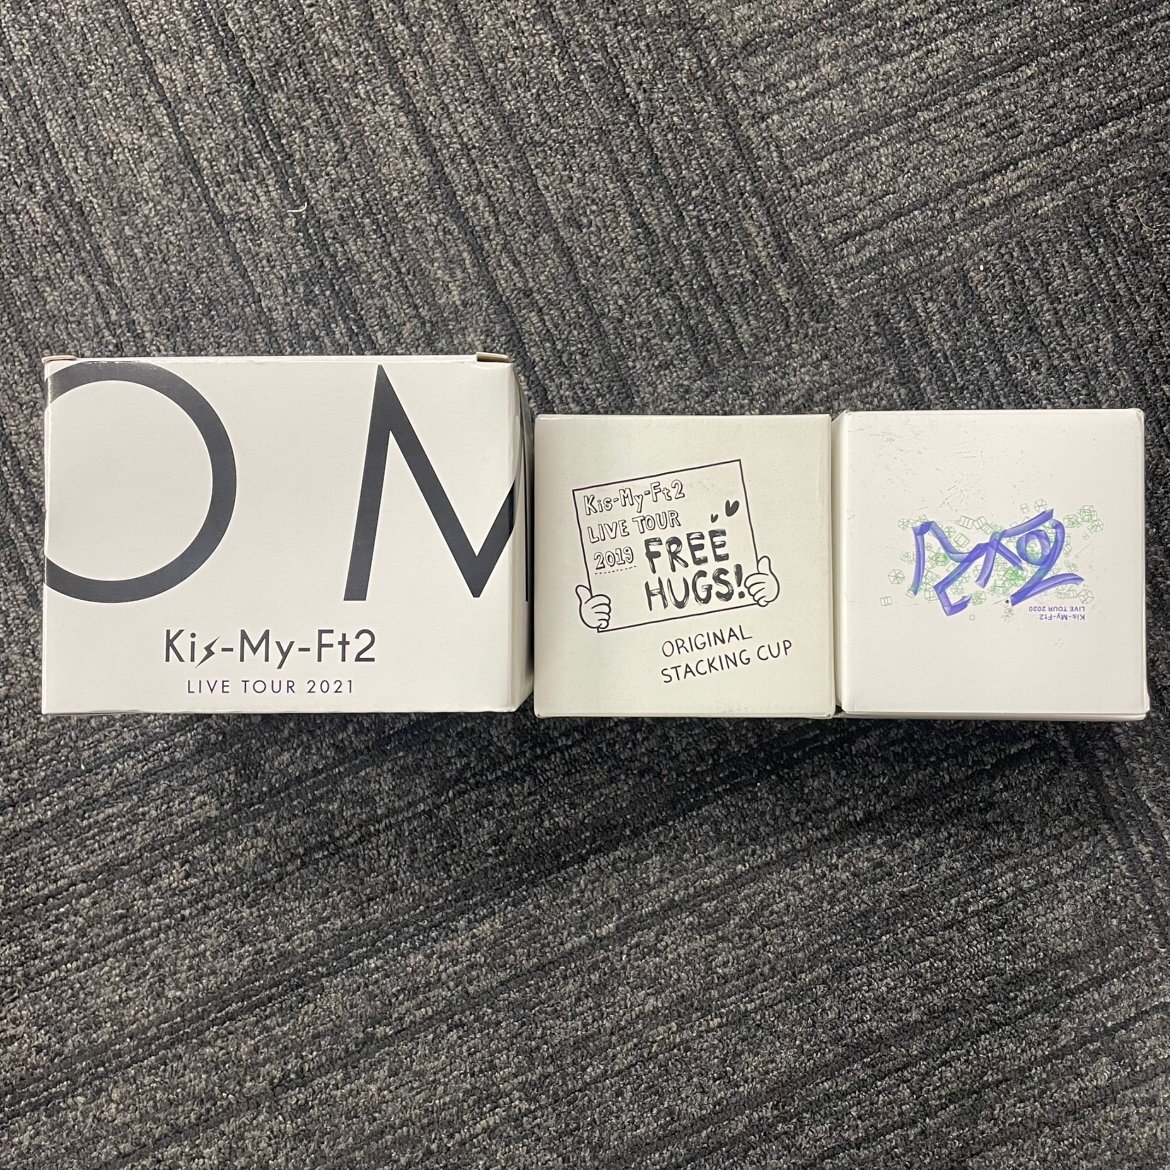 O M
Kis-My-Ft2
LIVE TOUR 2021
Kis-My-Ft2
LIVE TOUR
2019 FREE
HUGS!
ORIGINAL
STACKING CUP
Kis-My-Ft2
LIVE TOUR 2020